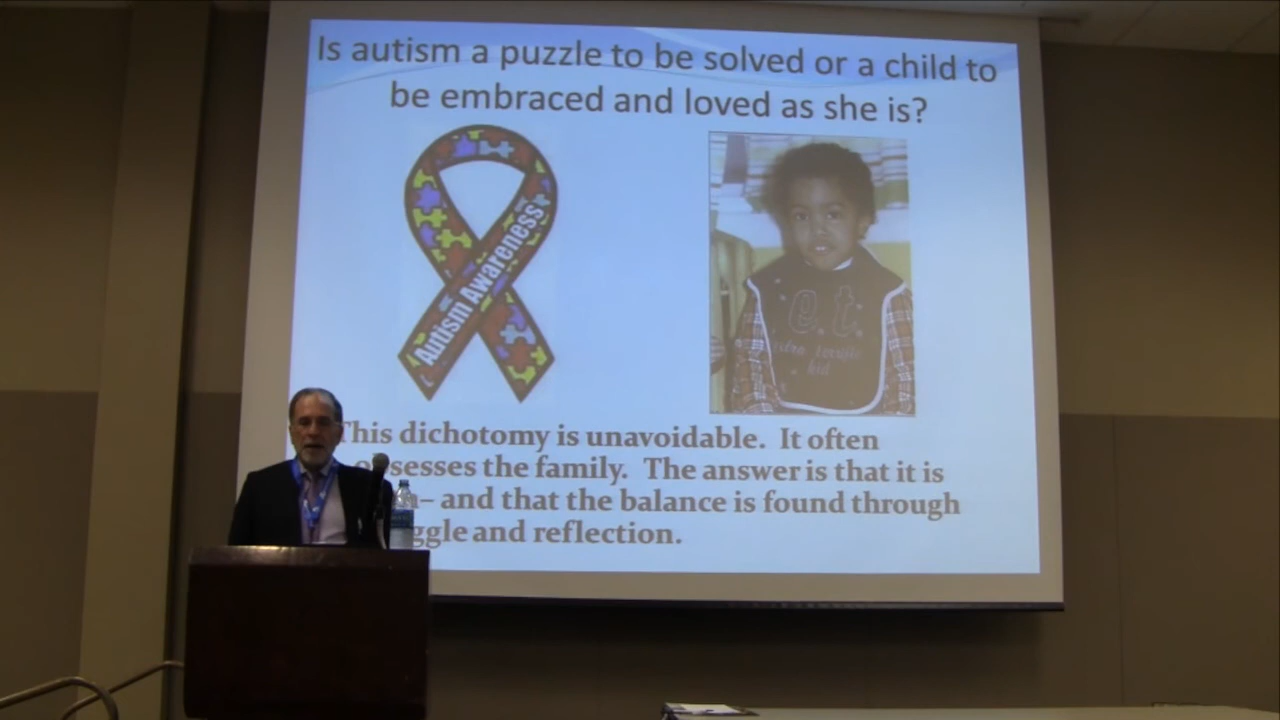 Is autism a puzzle to be solved or a child to
be embraced and loved as she is?
Autism Awareness
e.t.
kid
This dichotomy is unavoidable. It often
the family. The answer is that it is
– and that the balance is found through
and reflection.